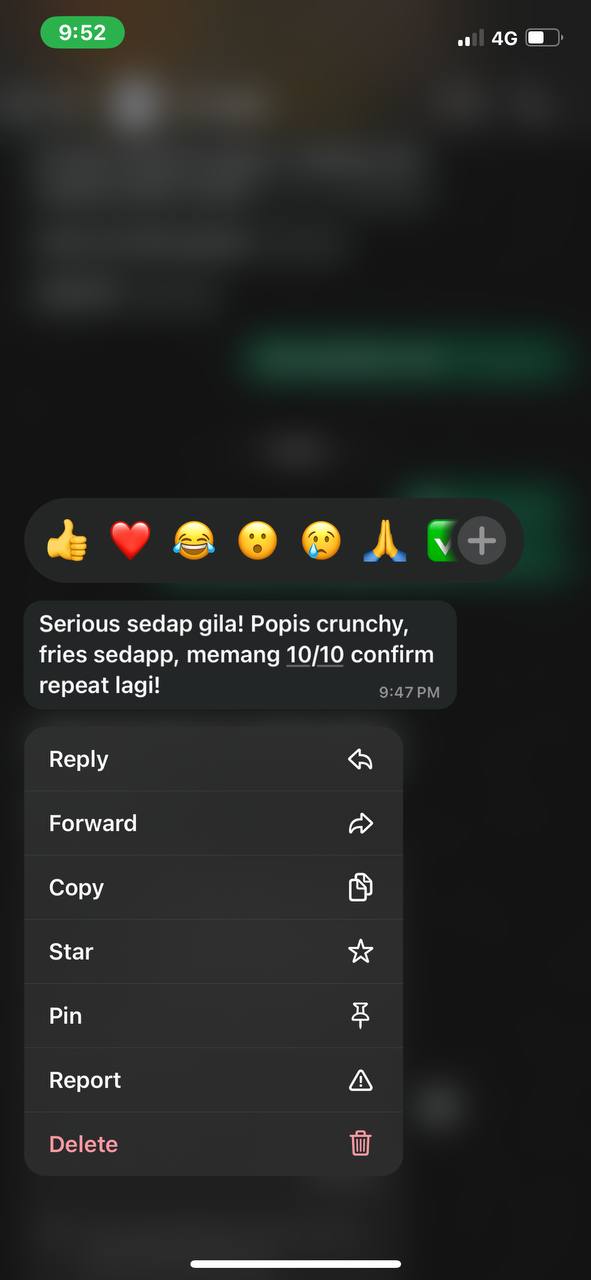 9:52
4G
Serious sedap gila! Popis crunchy,
fries sedapp, memang 10/10 confirm
repeat lagi!
9:47 PM
Reply
Forward
Copy
Star
Pin
Report
Delete